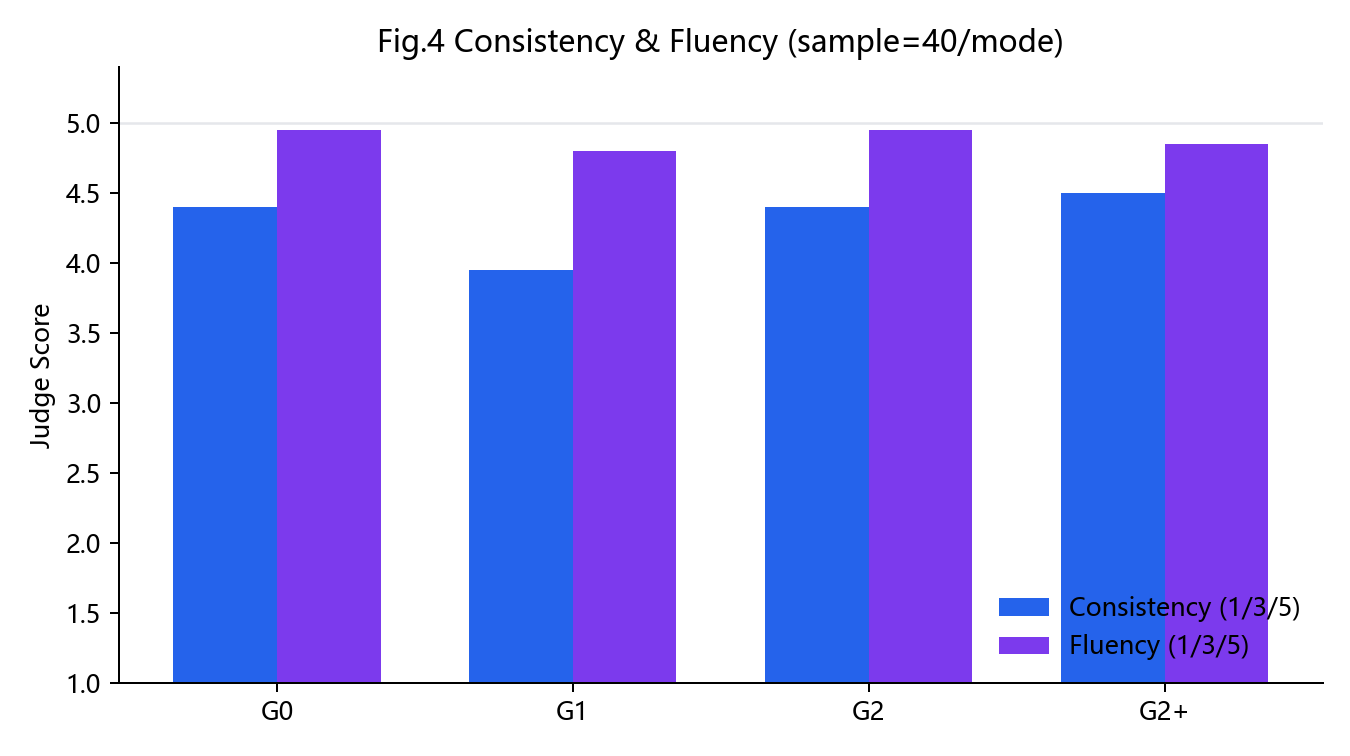 Fig.4 Consistency & Fluency (sample=40/mode)
Judge Score
5.0
4.5
4.0
3.5
3.0
2.5
2.0
1.5
1.0
Consistency (1/3/5)
Fluency (1/3/5)
G0
G1
G2
G2+